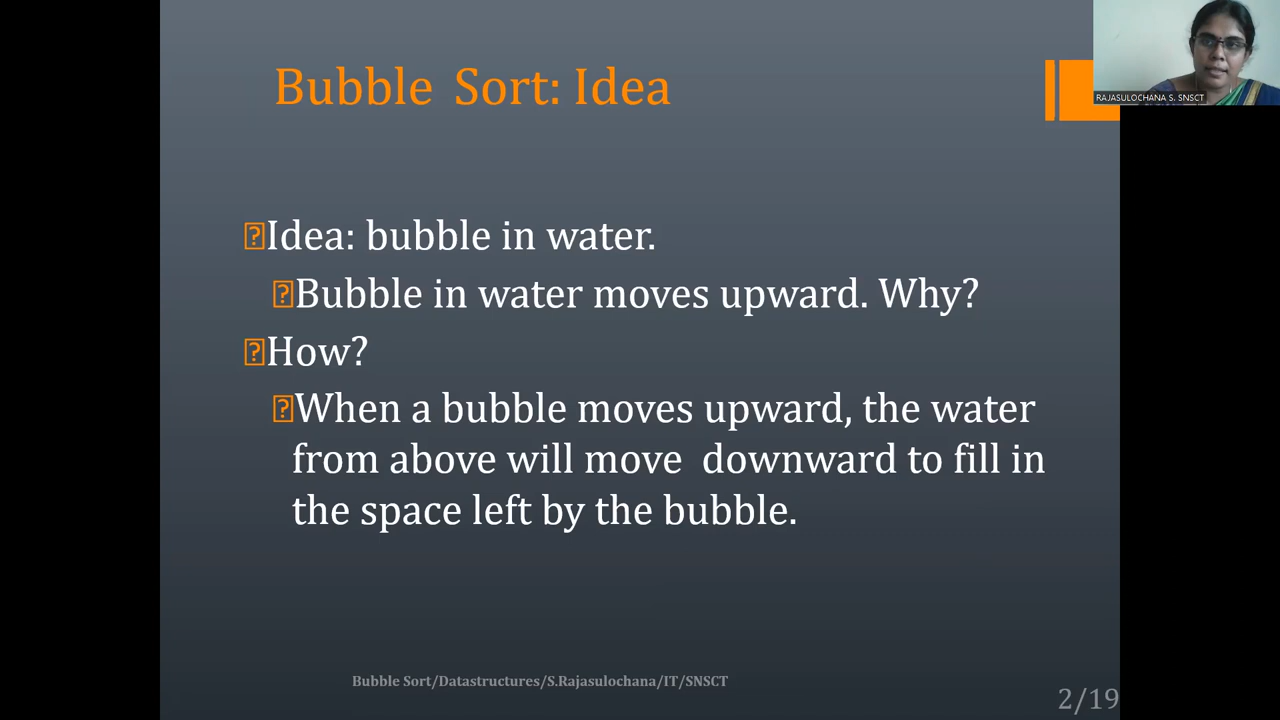 Bubble Sort: Idea
RAJASULOCHANA S. SNSCT
Idea: bubble in water.
Bubble in water moves upward. Why?
How?
When a bubble moves upward, the water
from above will move downward to fill in
the space left by the bubble.
Bubble Sort/Datastructures/S.Rajasulochana/IT/SNSCT
2/19